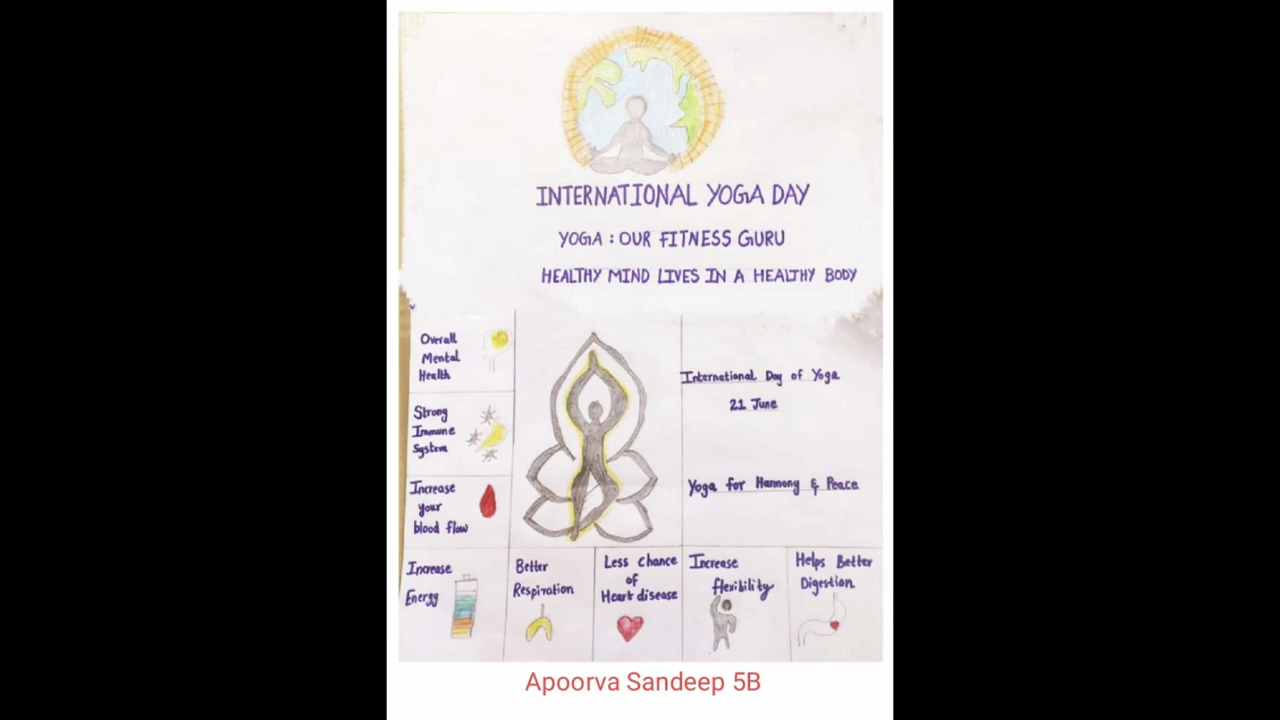 INTERNATIONAL YOGA DAY
YOGA : OUR FITNESS GURU
HEALTHY MIND LIVES IN A HEALTHY BODY
Overall
Mental
Health
Strong
Immune
System
Increase
your
blood flow
International Day of Yoga
21 June
Yoga for Harmony & Peace
Increase
Energy
Better
Respiration
Less chance
of
Heart disease
Increase
flexibility
Helps Better
Digestion
Apoorva Sandeep 5B